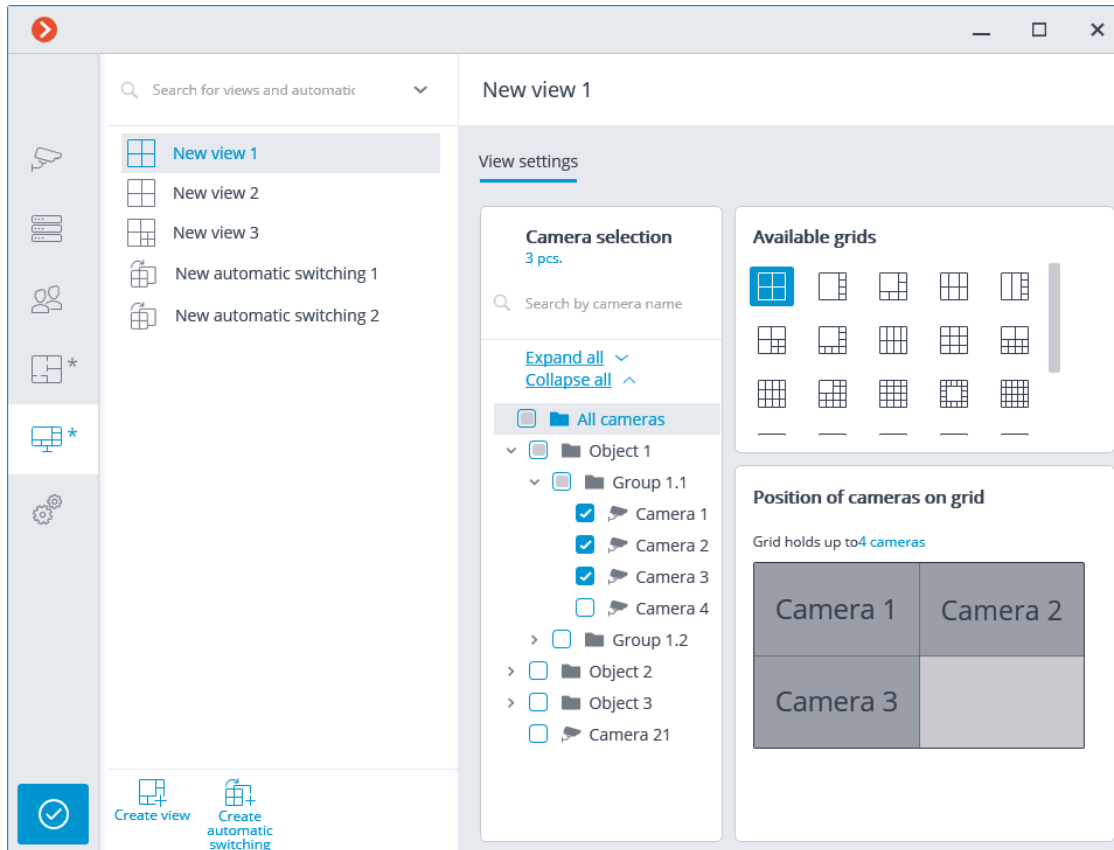 Search for views and automatic
New view 1
New view 1
New view 2
New view 3
New automatic switching 1
New automatic switching 2
Create view
Create
automatic
switching
*
*
View settings
Camera selection
3 pcs.
Search by camera name
Expand all
Collapse all
All cameras
Object 1
Group 1.1
Camera 1
Camera 2
Camera 3
Camera 4
Group 1.2
Object 2
Object 3
Camera 21
Available grids
Position of cameras on grid
Grid holds up to4 cameras
Camera 1
Camera 2
Camera 3